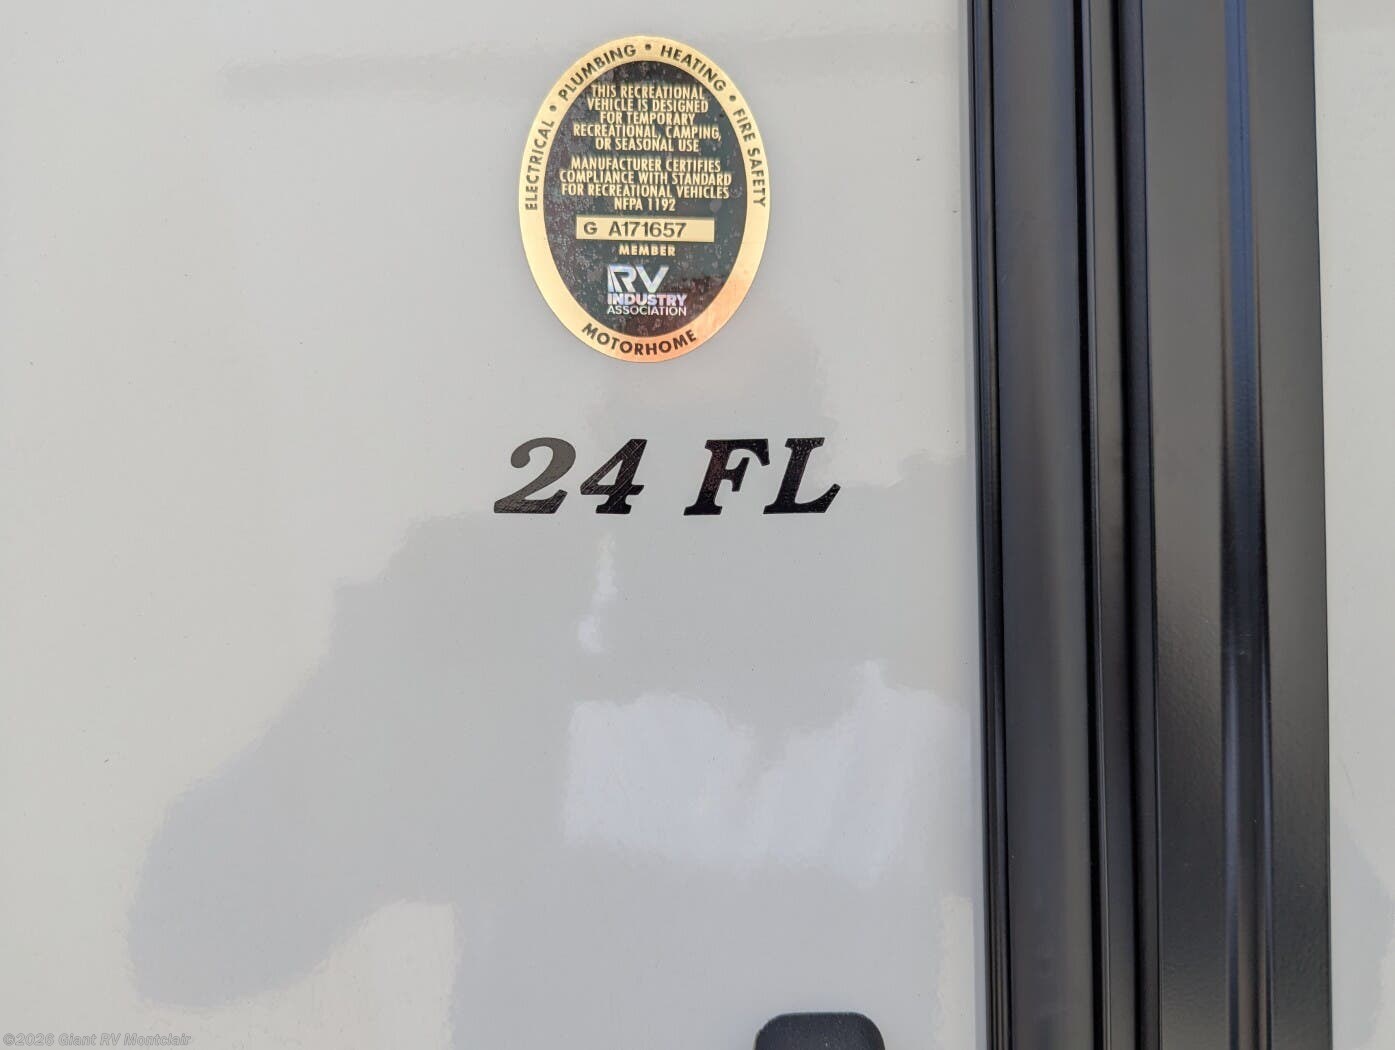 ELECTRICAL • PLUMBING • HEATING • FIRE SAFETY
THIS RECREATIONAL
VEHICLE IS DESIGNED
FOR TEMPORARY
RECREATIONAL, CAMPING,
OR SEASONAL USE
MANUFACTURER CERTIFIES
COMPLIANCE WITH STANDARD
FOR RECREATIONAL VEHICLES
NFPA 1192
G A171657
MEMBER
RV
INDUSTRY
ASSOCIATION
MOTORHOME
24 FL
©2026 Giant RV Montclair